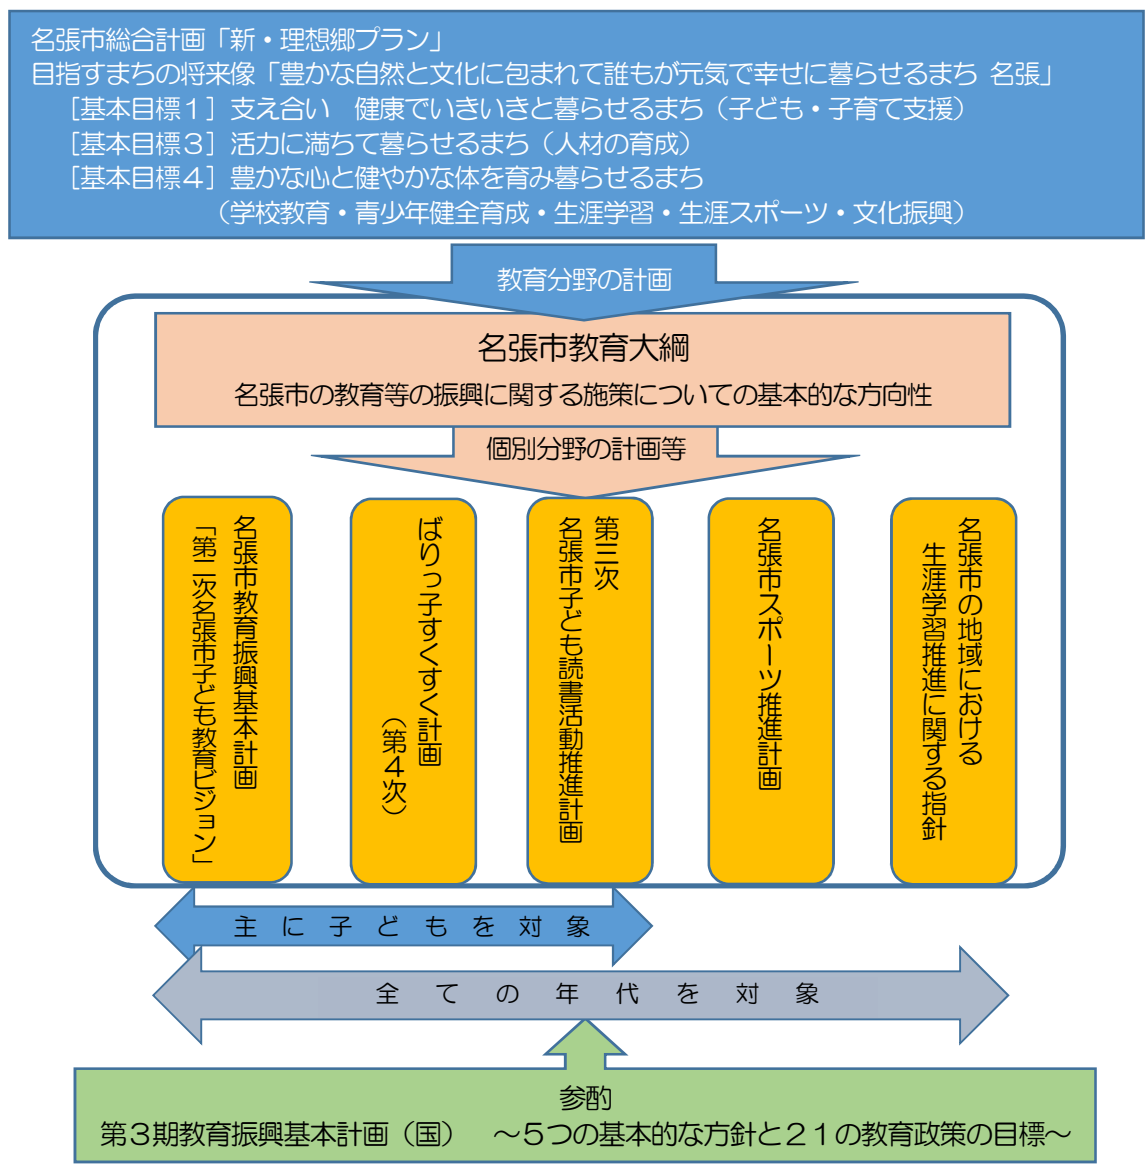 名張市総合計画「新・理想郷プラン」
目指すまちの将来像「豊かな自然と文化に包まれて誰もが元気で幸せに暮らせるまち 名張」
［基本目標１］支え合い　健康でいきいきと暮らせるまち（子ども・子育て支援）
［基本目標３］活力に満ちて暮らせるまち（人材の育成）
［基本目標４］豊かな心と健やかな体を育み暮らせるまち
（学校教育・青少年健全育成・生涯学習・生涯スポーツ・文化振興）
教育分野の計画
名張市教育大綱
名張市の教育等の振興に関する施策についての基本的な方向性
個別分野の計画等
名張市教育振興基本計画
「第二次名張市子ども教育ビジョン」
ばりっ子すくすく計画
（第４次）
第三次
名張市子ども読書活動推進計画
名張市スポーツ推進計画
名張市の地域における
生涯学習推進に関する指針
主に子どもを対象
全ての年代を対象
参酌
第３期教育振興基本計画（国）　～５つの基本的な方針と２１の教育政策の目標～